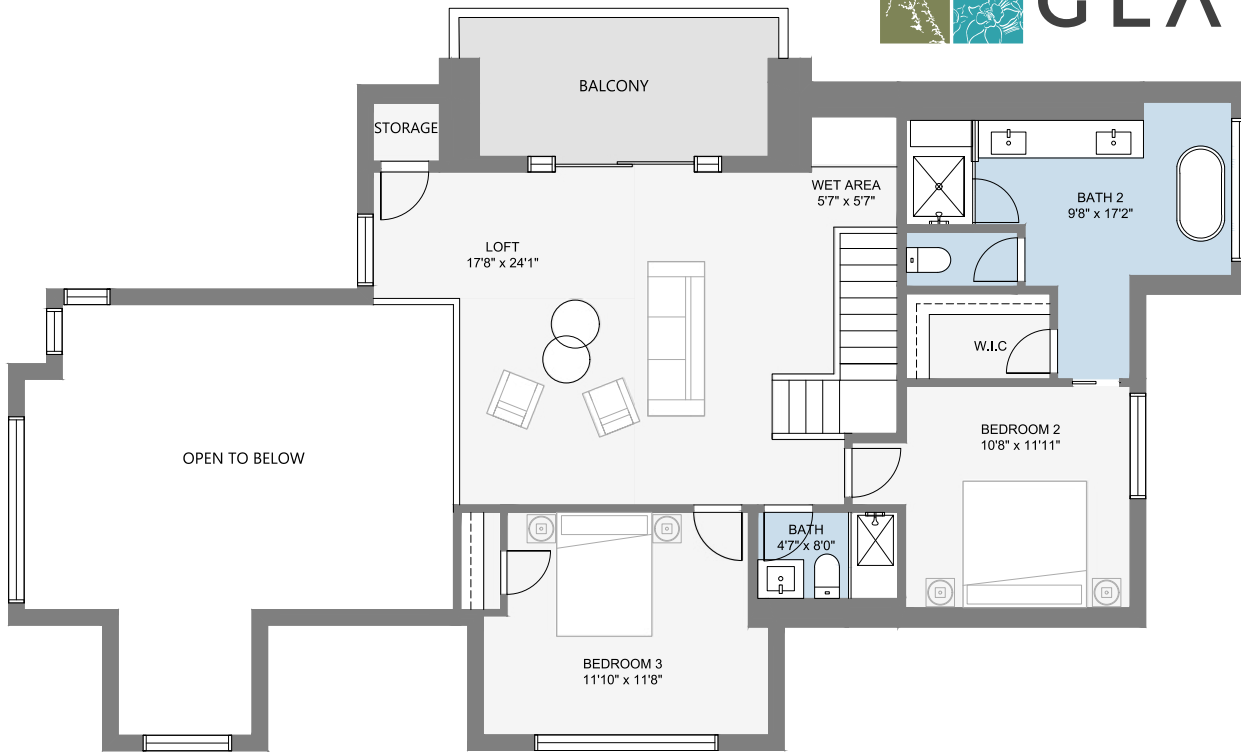 GEA
BALCONY
STORAGE
WET AREA
5'7" x 5'7"
BATH 2
9'8" x 17'2"
LOFT
17'8" x 24'1"
W.I.C
BEDROOM 2
10'8" x 11'11"
OPEN TO BELOW
BATH
4'7" x 8'0"
BEDROOM 3
11'10" x 11'8"